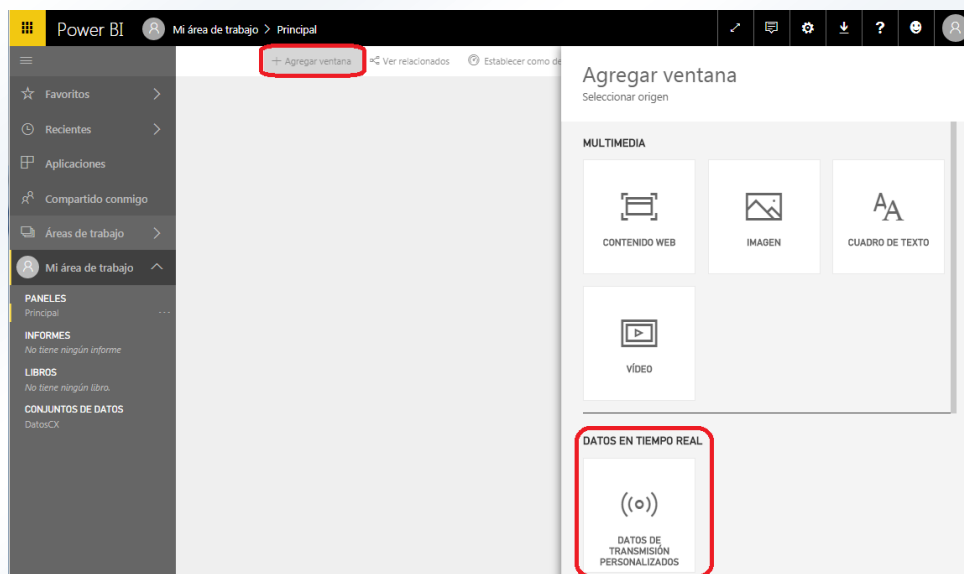 Power BI
Mi área de trabajo > Principal
+ Agregar ventana
Ver relacionados
Establecer como de
Favoritos
Recientes
Aplicaciones
Compartido conmigo
Áreas de trabajo
Mi área de trabajo
PANELES
Principal
...
INFORMES
No tiene ningún informe
LIBROS
No tiene ningún libro.
CONJUNTOS DE DATOS
DatosCX
Agregar ventana
Seleccionar origen
MULTIMEDIA
CONTENIDO WEB
IMAGEN
CUADRO DE TEXTO
VÍDEO
DATOS EN TIEMPO REAL
DATOS DE
TRANSMISIÓN
PERSONALIZADOS